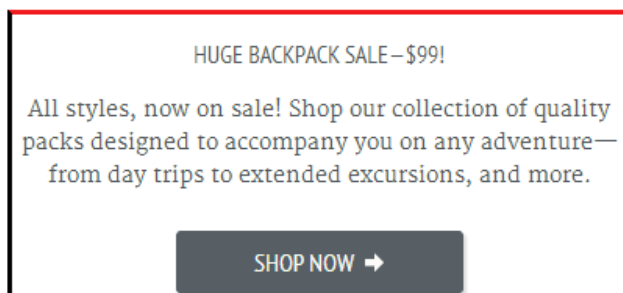 HUGE BACKPACK SALE–$99!
All styles, now on sale! Shop our collection of quality
packs designed to accompany you on any adventure—
from day trips to extended excursions, and more.
SHOP NOW ➡